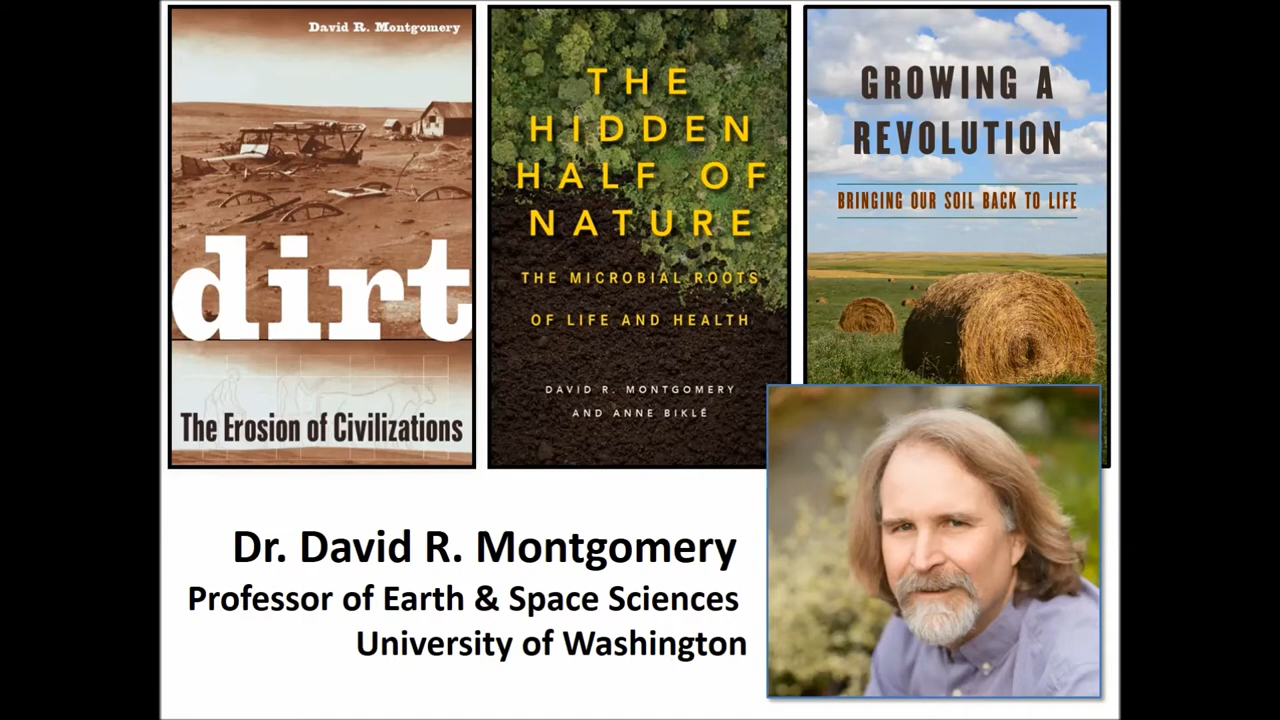 David R. Montgomery
dirt
The Erosion of Civilizations
THE
HIDDEN
HALF OF
NATURE
THE MICROBIAL ROOTS
OF LIFE AND HEALTH
DAVID R. MONTGOMERY
AND ANNE BIKLÉ
GROWING A
REVOLUTION
BRINGING OUR SOIL BACK TO LIFE
Dr. David R. Montgomery
Professor of Earth & Space Sciences
University of Washington